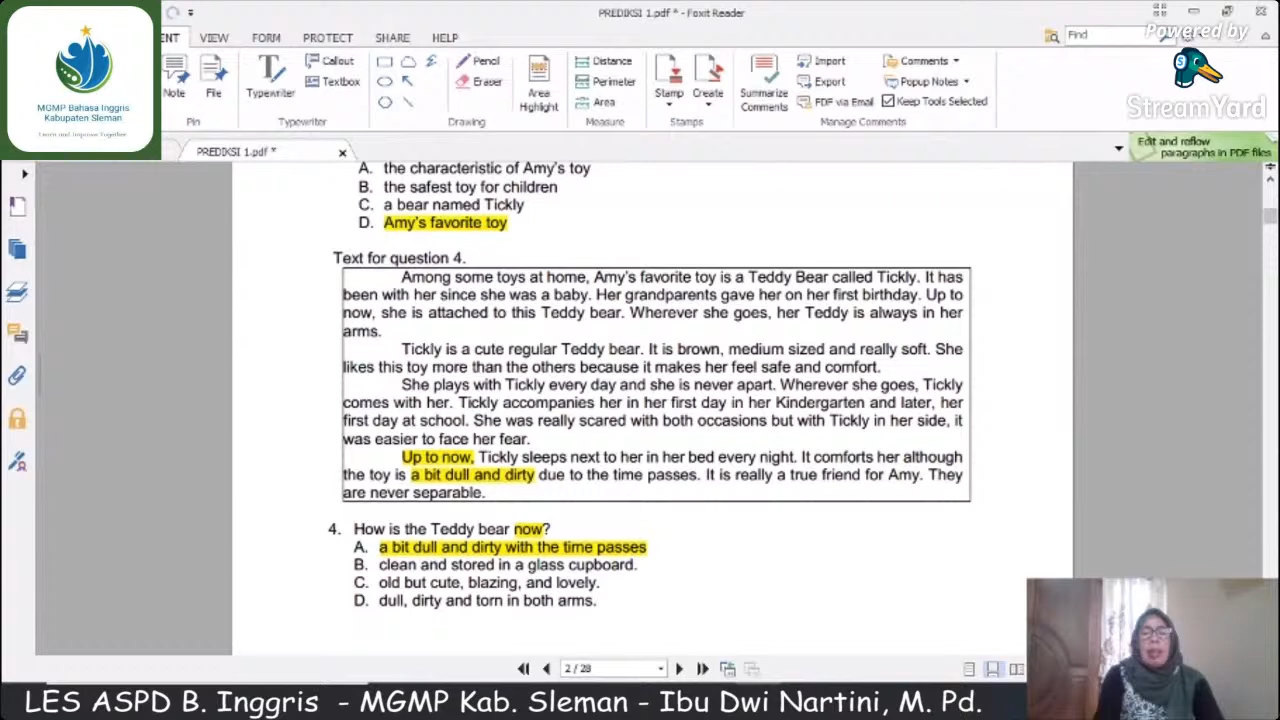 PREDIKSI 1.pdf * - Foxit Reader
ENT VIEW FORM PROTECT SHARE HELP
Find
Powered by
StreamYard
MGMP Bahasa Inggris
Kabupaten Sleman
Learn and Improve Together
Note File Typewriter Callout Textbox Pencil Eraser Area Highlight Distance Perimeter Area Stamp Create Summarize Comments Import Export FDF via Email Comments Popup Notes Keep Tools Selected
Pin Typewriter Drawing Measure Stamps Manage Comments
PREDIKSI 1.pdf *
Edit and reflow
paragraphs in PDF files
A. the characteristic of Amy's toy
B. the safest toy for children
C. a bear named Tickly
D. Amy's favorite toy
Text for question 4.
Among some toys at home, Amy's favorite toy is a Teddy Bear called Tickly. It has
been with her since she was a baby. Her grandparents gave her on her first birthday. Up to
now, she is attached to this Teddy bear. Wherever she goes, her Teddy is always in her
arms.
Tickly is a cute regular Teddy bear. It is brown, medium sized and really soft. She
likes this toy more than the others because it makes her feel safe and comfort.
She plays with Tickly every day and she is never apart. Wherever she goes, Tickly
comes with her. Tickly accompanies her in her first day in her Kindergarten and later, her
first day at school. She was really scared with both occasions but with Tickly in her side, it
was easier to face her fear.
Up to now, Tickly sleeps next to her in her bed every night. It comforts her although
the toy is a bit dull and dirty due to the time passes. It is really a true friend for Amy. They
are never separable.
4. How is the Teddy bear now?
A. a bit dull and dirty with the time passes
B. clean and stored in a glass cupboard.
C. old but cute, blazing, and lovely.
D. dull, dirty and torn in both arms.
2 / 28
LES ASPD B. Inggris - MGMP Kab. Sleman - Ibu Dwi Nartini, M. Pd.